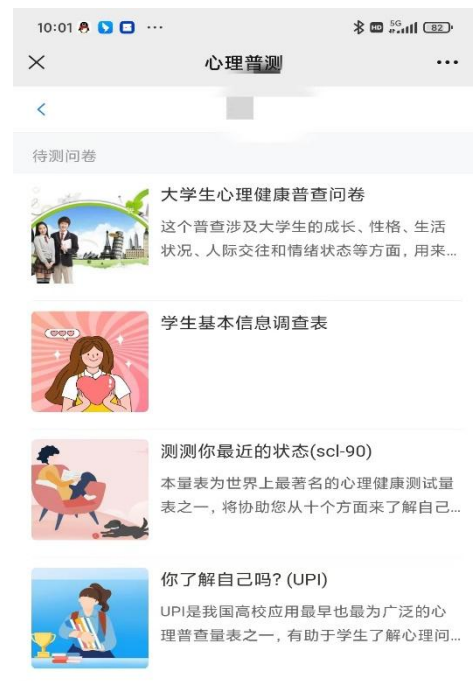 10:01
5G
82
心理普测
待测问卷
大学生心理健康普查问卷
这个普查涉及大学生的成长、性格、生活
状况、人际交往和情绪状态等方面，用来...
学生基本信息调查表
测测你最近的状态(scl-90)
本量表为世界上最著名的心理健康测试量
表之一，将协助您从十个方面来了解自己...
你了解自己吗？(UPI)
UPI是我国高校应用最早也最为广泛的心
理普查量表之一，有助于学生了解心理问...